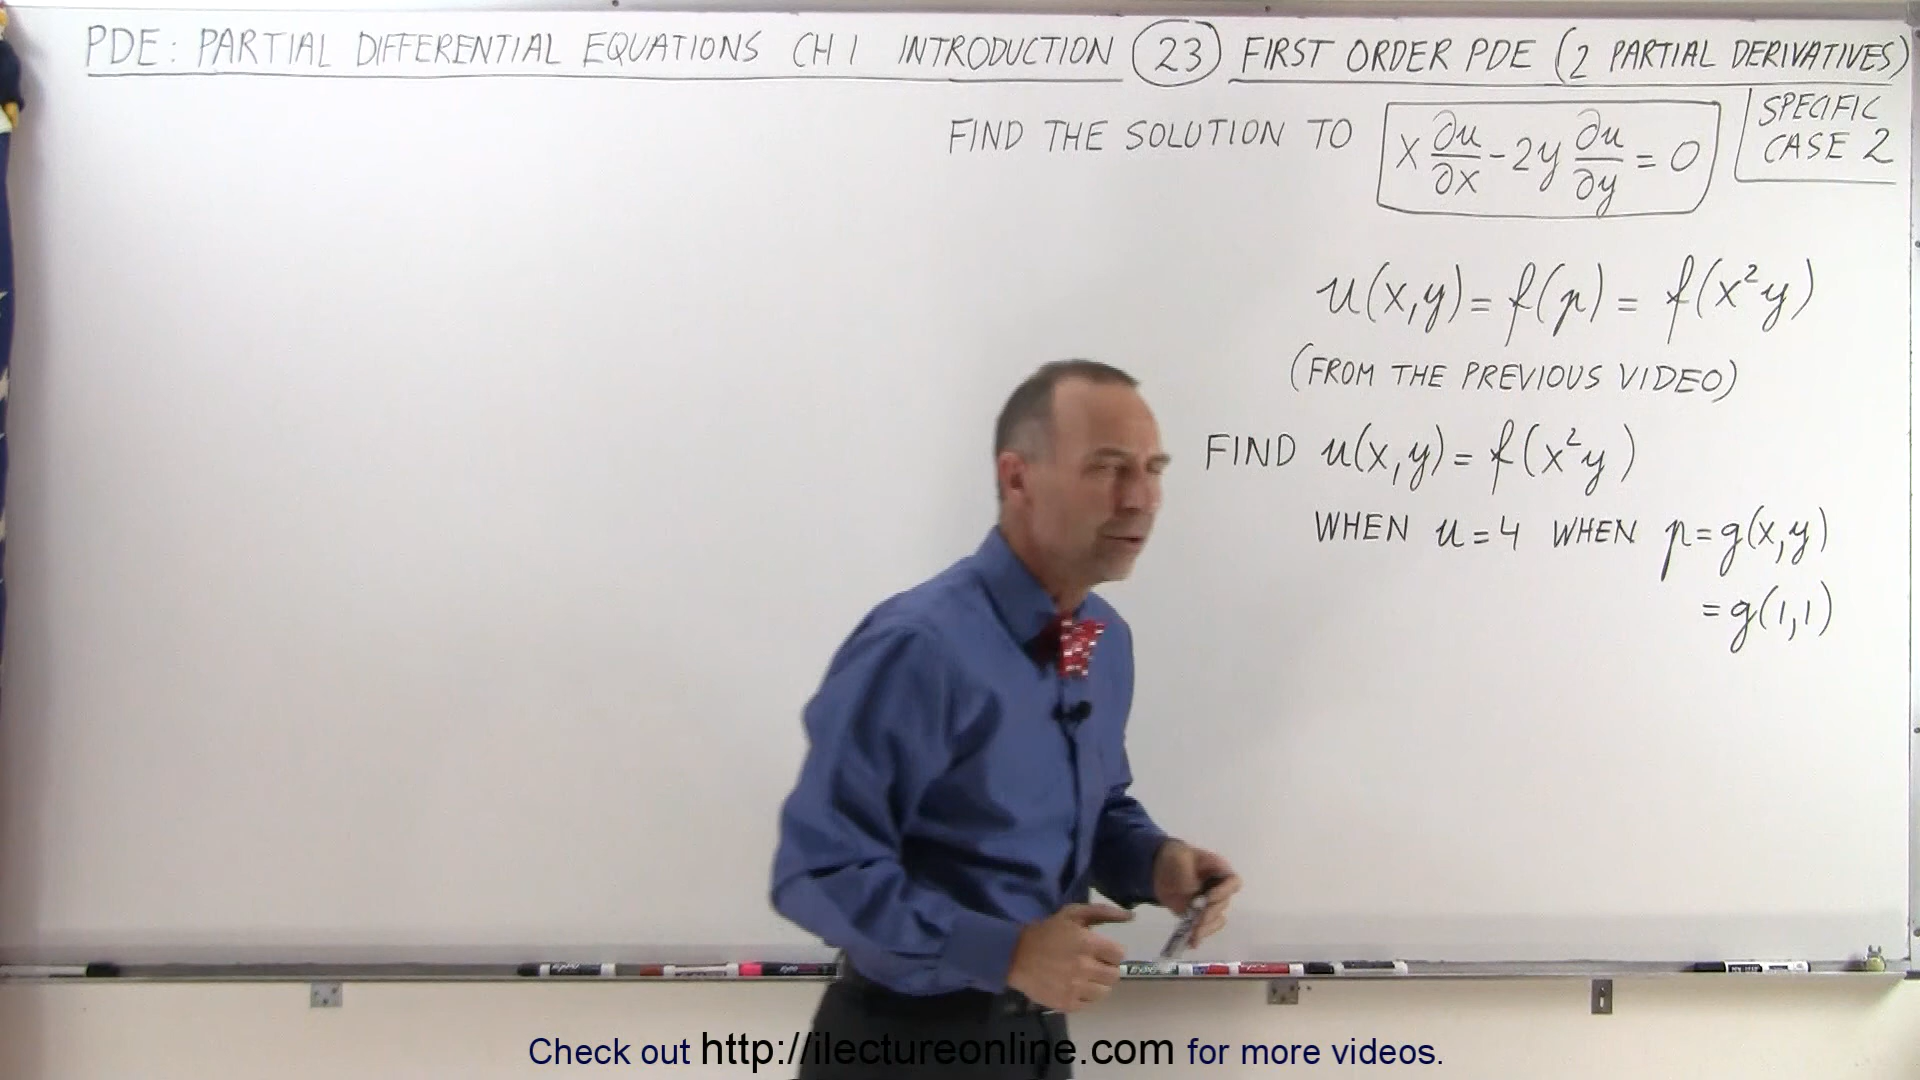 PDE: PARTIAL DIFFERENTIAL EQUATIONS CH 1 INTRODUCTION 23 FIRST ORDER PDE (2 PARTIAL DERIVATIVES)
SPECIFIC
CASE 2
FIND THE SOLUTION TO x ∂u/∂x - 2y ∂u/∂y = 0
u(x,y) = f(p) = f(x²y)
(FROM THE PREVIOUS VIDEO)
FIND u(x,y) = f(x²y)
WHEN u = 4 WHEN p = g(x,y)
= g(1,1)
Check out http://ilectureonline.com for more videos.